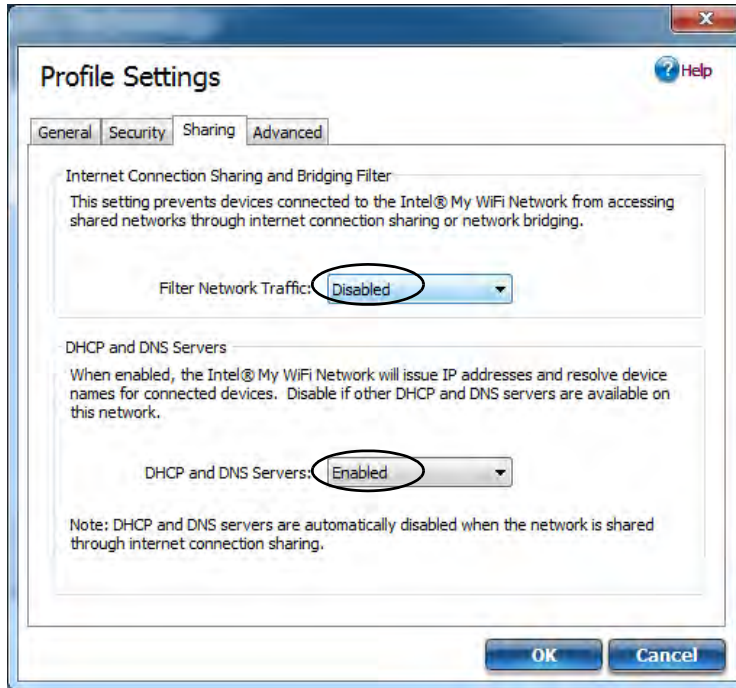 Profile Settings
Help
General Security Sharing Advanced
Internet Connection Sharing and Bridging Filter
This setting prevents devices connected to the Intel® My WiFi Network from accessing
shared networks through internet connection sharing or network bridging.
Filter Network Traffic: Disabled
DHCP and DNS Servers
When enabled, the Intel® My WiFi Network will issue IP addresses and resolve device
names for connected devices.  Disable if other DHCP and DNS servers are available on
this network.
DHCP and DNS Servers: Enabled
Note: DHCP and DNS servers are automatically disabled when the network is shared
through internet connection sharing.
OK Cancel